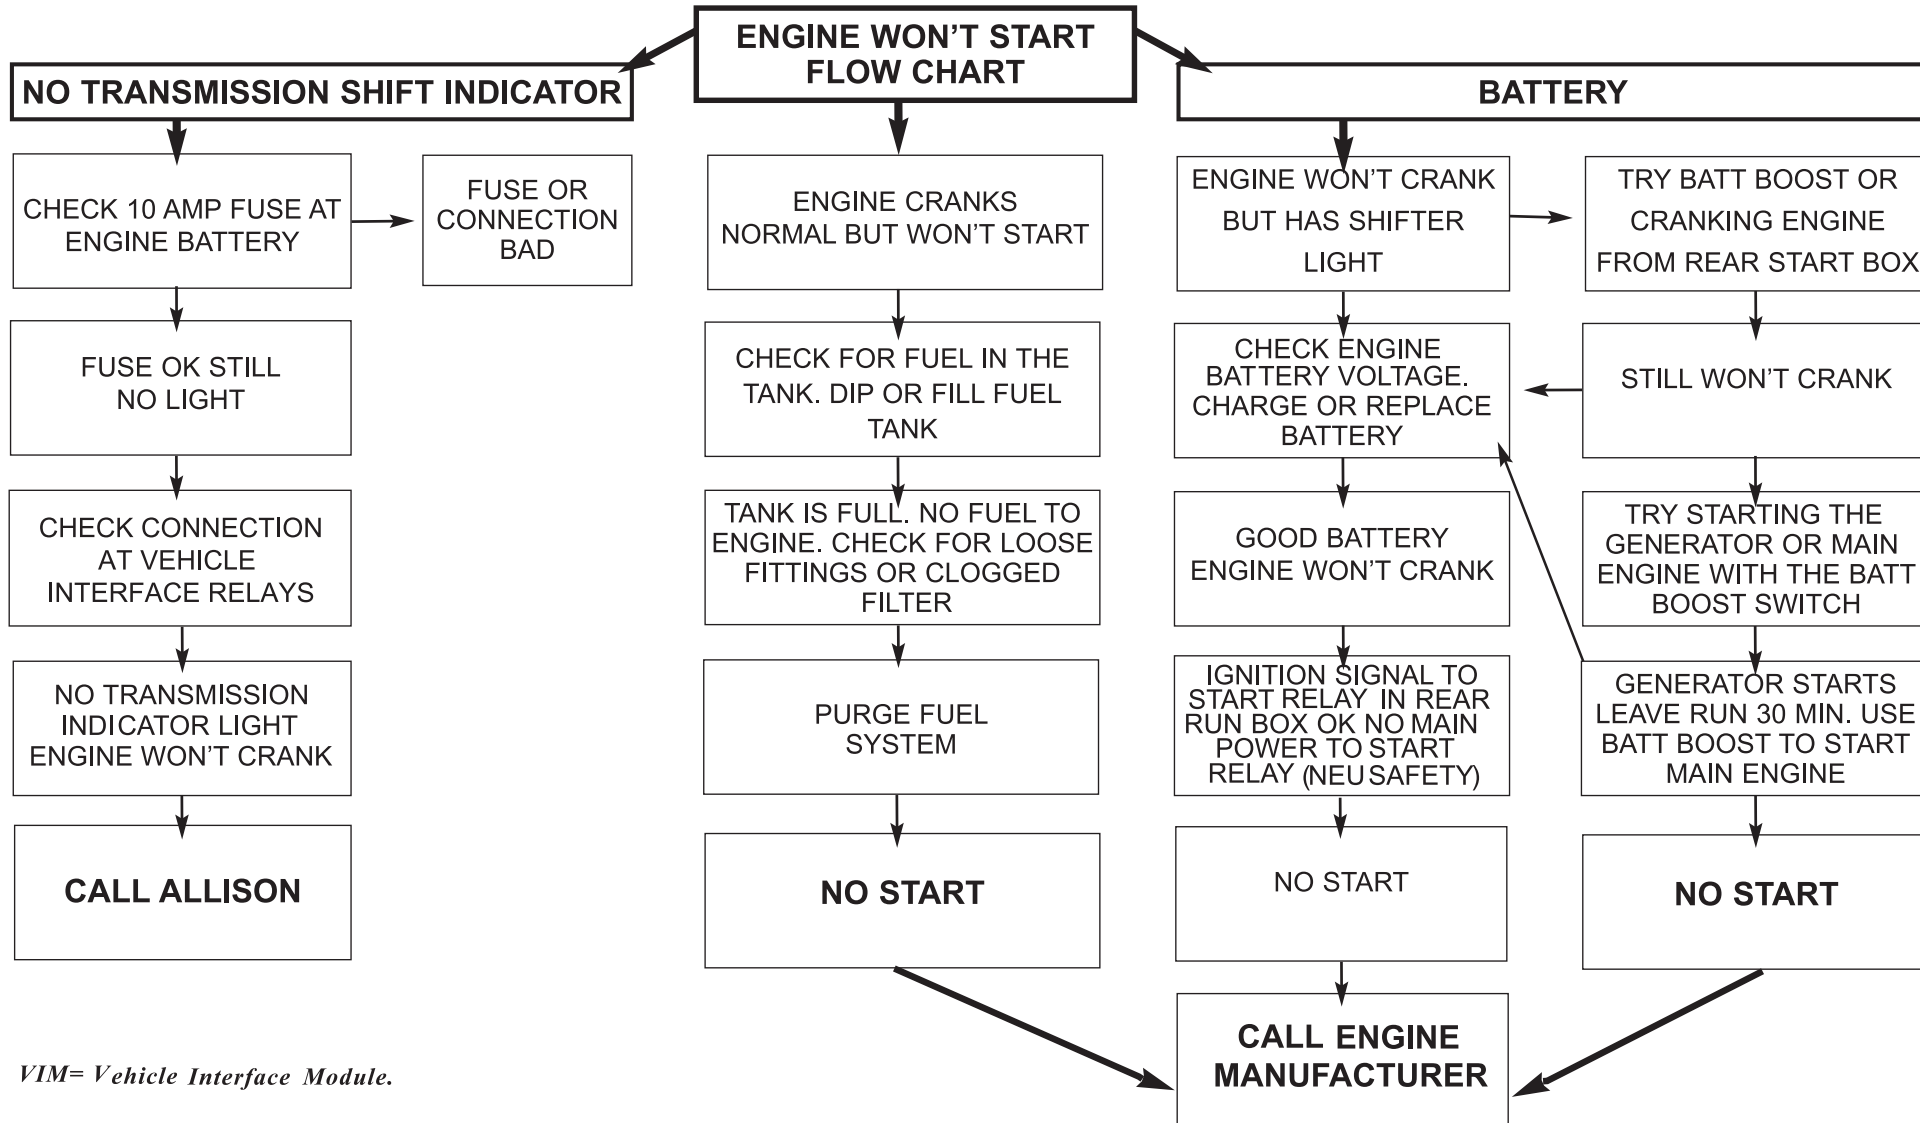 ENGINE WON'T START
FLOW CHART
NO TRANSMISSION SHIFT INDICATOR
CHECK 10 AMP FUSE AT
ENGINE BATTERY
FUSE OR
CONNECTION
BAD
FUSE OK STILL
NO LIGHT
CHECK CONNECTION
AT VEHICLE
INTERFACE RELAYS
NO TRANSMISSION
INDICATOR LIGHT
ENGINE WON'T CRANK
CALL ALLISON
ENGINE CRANKS
NORMAL BUT WON'T START
CHECK FOR FUEL IN THE
TANK. DIP OR FILL FUEL
TANK
TANK IS FULL. NO FUEL TO
ENGINE. CHECK FOR LOOSE
FITTINGS OR CLOGGED
FILTER
PURGE FUEL
SYSTEM
NO START
BATTERY
ENGINE WON'T CRANK
BUT HAS SHIFTER
LIGHT
CHECK ENGINE
BATTERY VOLTAGE.
CHARGE OR REPLACE
BATTERY
GOOD BATTERY
ENGINE WON'T CRANK
IGNITION SIGNAL TO
START RELAY IN REAR
RUN BOX OK NO MAIN
POWER TO START
RELAY (NEU SAFETY)
NO START
TRY BATT BOOST OR
CRANKING ENGINE
FROM REAR START BOX
STILL WON'T CRANK
TRY STARTING THE
GENERATOR OR MAIN
ENGINE WITH THE BATT
BOOST SWITCH
GENERATOR STARTS
LEAVE RUN 30 MIN. USE
BATT BOOST TO START
MAIN ENGINE
NO START
CALL ENGINE
MANUFACTURER
VIM= Vehicle Interface Module.